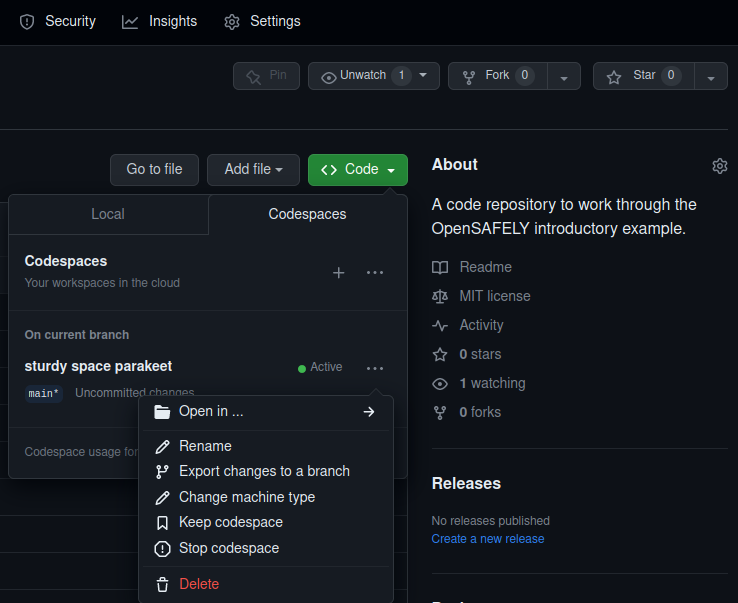 Security Insights Settings
Pin Unwatch 1 Fork 0 Star 0
Go to file Add file Code
Local Codespaces
Codespaces
Your workspaces in the cloud
On current branch
sturdy space parakeet Active
main* Uncommitted changes
Codespace usage for
Open in ...
Rename
Export changes to a branch
Change machine type
Keep codespace
Stop codespace
Delete
About
A code repository to work through the
OpenSAFELY introductory example.
Readme
MIT license
Activity
0 stars
1 watching
0 forks
Releases
No releases published
Create a new release